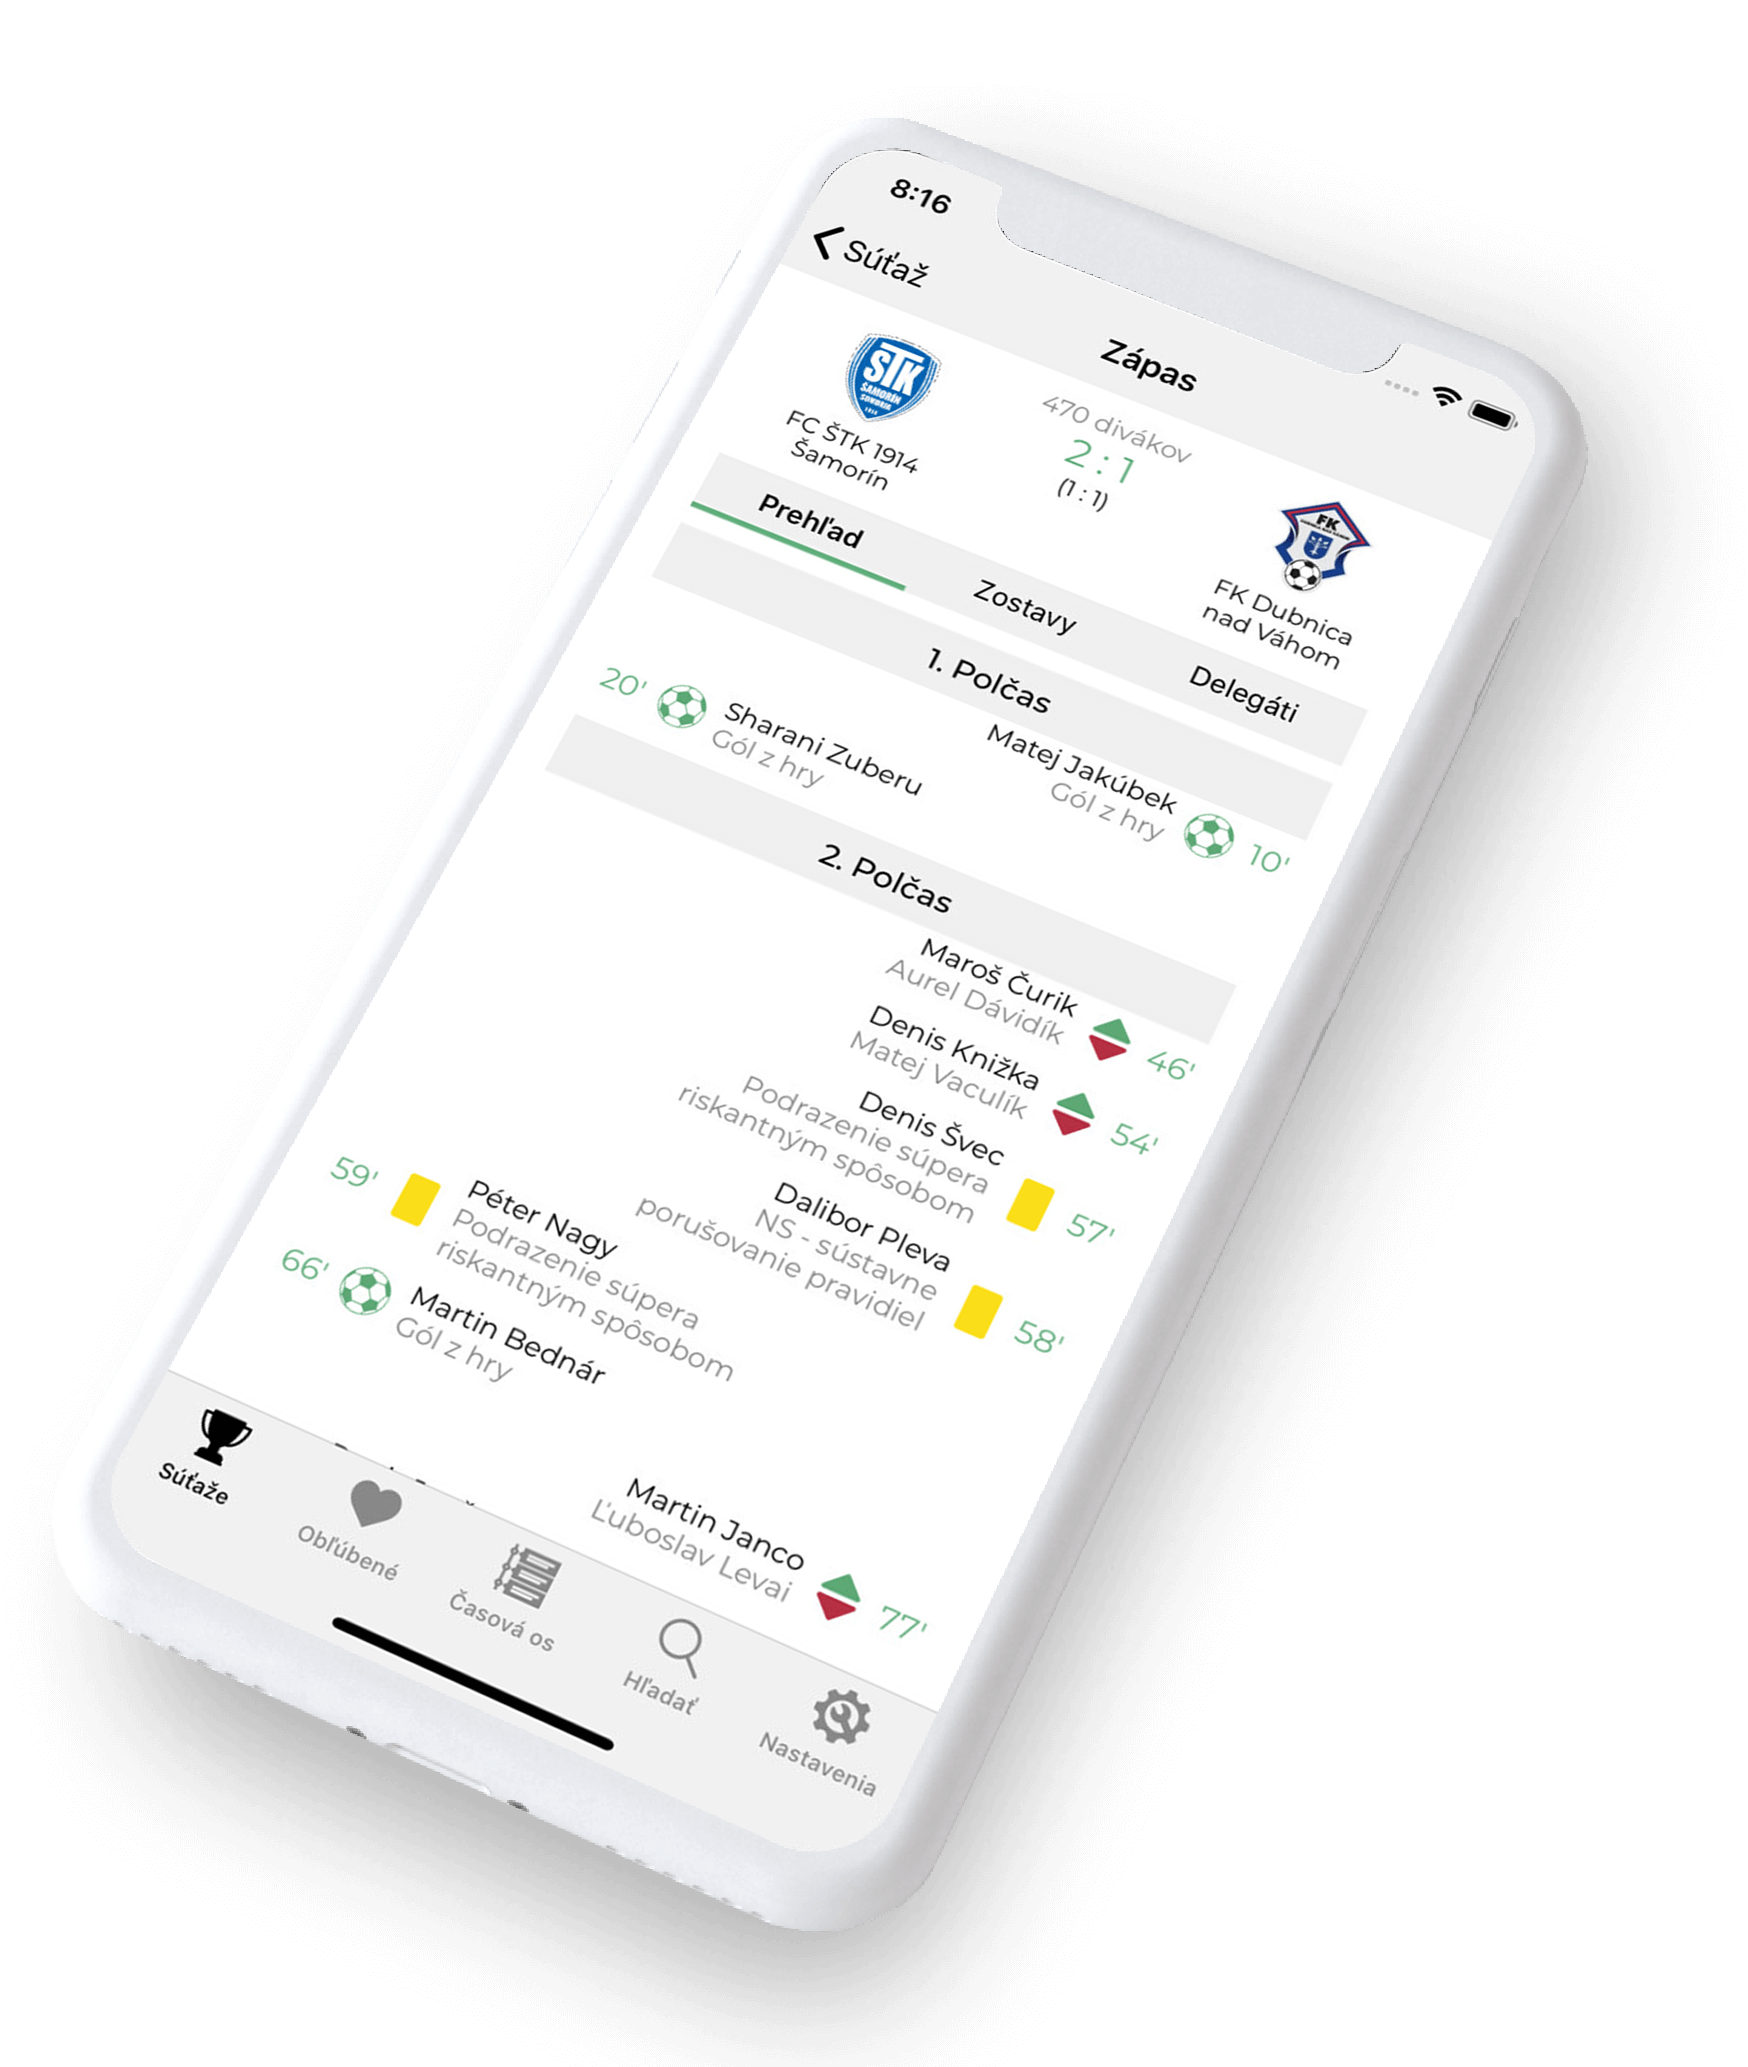 8:16
Súťaž
Zápas
ŠTK
ŠAMORÍN
1914
FC ŠTK 1914
Šamorín
470 divákov
2 : 1
(1 : 1)
FK
FK Dubnica
nad Váhom
Prehľad
Zostavy
Delegáti
1. Polčas
Matej Jakúbek
Gól z hry
10'
20'
Sharani Zuberu
Gól z hry
2. Polčas
Maroš Čurik
Aurel Dávidík
46'
Denis Knižka
Matej Vaculík
54'
Denis Švec
Podrazenie súpera
riskantným spôsobom
57'
Dalibor Pleva
NS - sústavne
porušovanie pravidiel
58'
59'
Péter Nagy
Podrazenie súpera
riskantným spôsobom
66'
Martin Bednár
Gól z hry
Martin Janco
Ľuboslav Levai
77'
Súťaže
Obľúbené
Časová os
Hľadať
Nastavenia